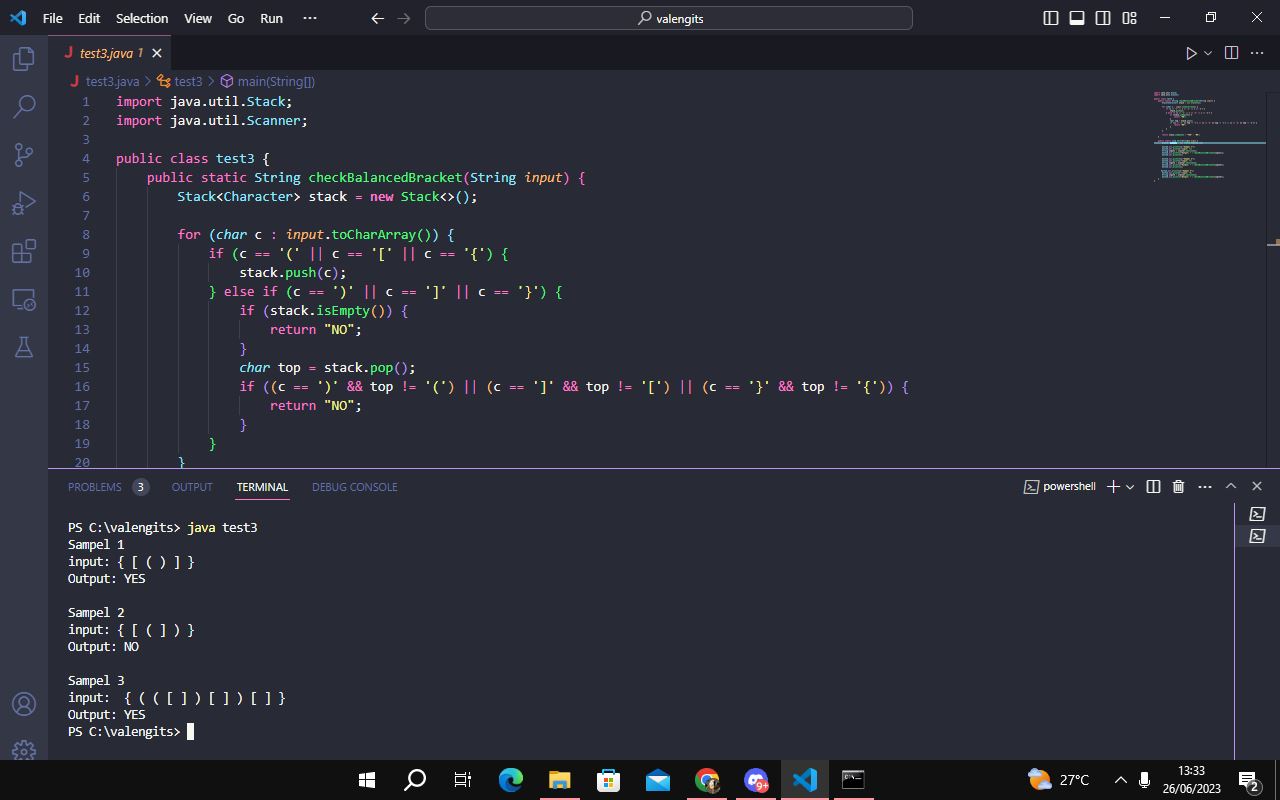 File Edit Selection View Go Run ··· valengits
test3.java 1
test3.java > test3 > main(String[])
1 import java.util.Stack;
2 import java.util.Scanner;
3
4 public class test3 {
5 public static String checkBalancedBracket(String input) {
6 Stack<Character> stack = new Stack<>();
7
8 for (char c : input.toCharArray()) {
9 if (c == '(' || c == '[' || c == '{') {
10 stack.push(c);
11 } else if (c == ')' || c == ']' || c == '}') {
12 if (stack.isEmpty()) {
13 return "NO";
14 }
15 char top = stack.pop();
16 if ((c == ')' && top != '(') || (c == ']' && top != '[') || (c == '}' && top != '{')) {
17 return "NO";
18 }
19 }
20 }
PROBLEMS 3 OUTPUT TERMINAL DEBUG CONSOLE powershell
PS C:\valengits> java test3
Sampel 1
input: { [ ( ) ] }
Output: YES
Sampel 2
input: { [ ( ] ) }
Output: NO
Sampel 3
input:  { ( ( [ ] ) [ ] ) [ ] }
Output: YES
PS C:\valengits>
9+
27°C
13:33
26/06/2023
2